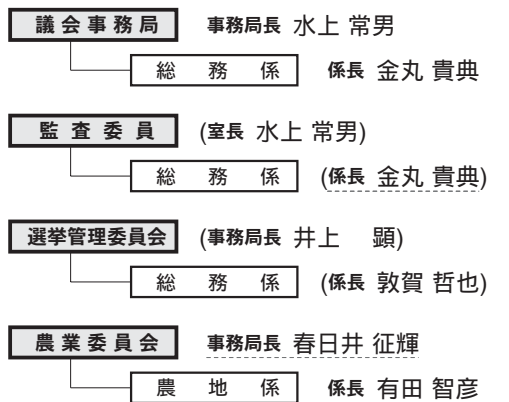 議会事務局 事務局長 水上 常男
総務係 係長 金丸 貴典
監査委員 (室長 水上 常男)
総務係 (係長 金丸 貴典)
選挙管理委員会 (事務局長 井上 顕)
総務係 (係長 敦賀 哲也)
農業委員会 事務局長 春日井 征輝
農地係 係長 有田 智彦